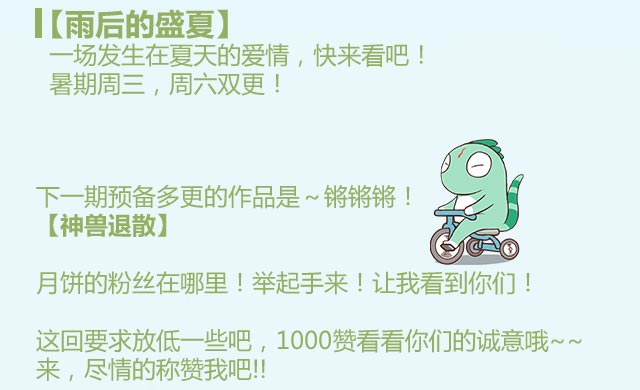 【雨后的盛夏】
一场发生在夏天的爱情，快来看吧！
暑期周三，周六双更！
下一期预备多更的作品是～锵锵锵！
【神兽退散】
月饼的粉丝在哪里！举起手来！让我看到你们！
这回要求放低一些吧，1000赞看看你们的诚意哦~~
来，尽情的称赞我吧!!